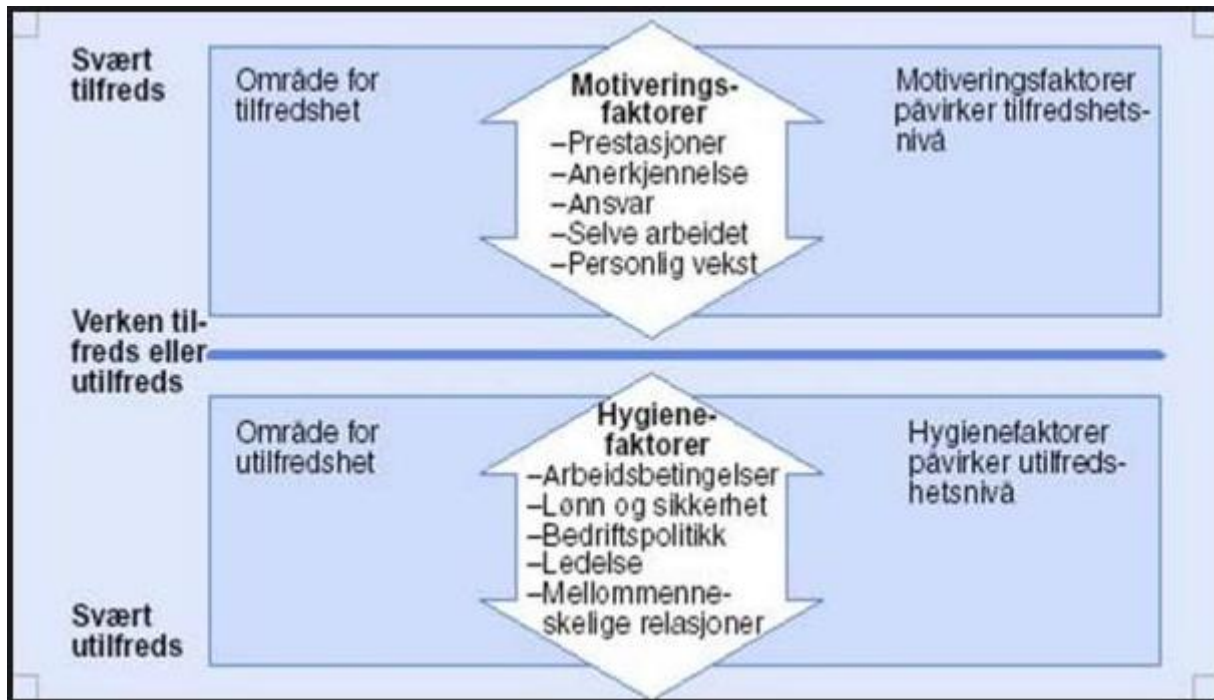 Svært
tilfreds
Område for
tilfredshet
Motiverings-
faktorer
–Prestasjoner
–Anerkjennelse
–Ansvar
–Selve arbeidet
–Personlig vekst
Motiveringsfaktorer
påvirker tilfredshets-
nivå
Verken til-
freds eller
utilfreds
Område for
utilfredshet
Hygiene-
faktorer
–Arbeidsbetingelser
–Lønn og sikkerhet
–Bedriftspolitikk
–Ledelse
–Mellommenne-
skelige relasjoner
Hygienefaktorer
påvirker utilfreds-
hetsnivå
Svært
utilfreds